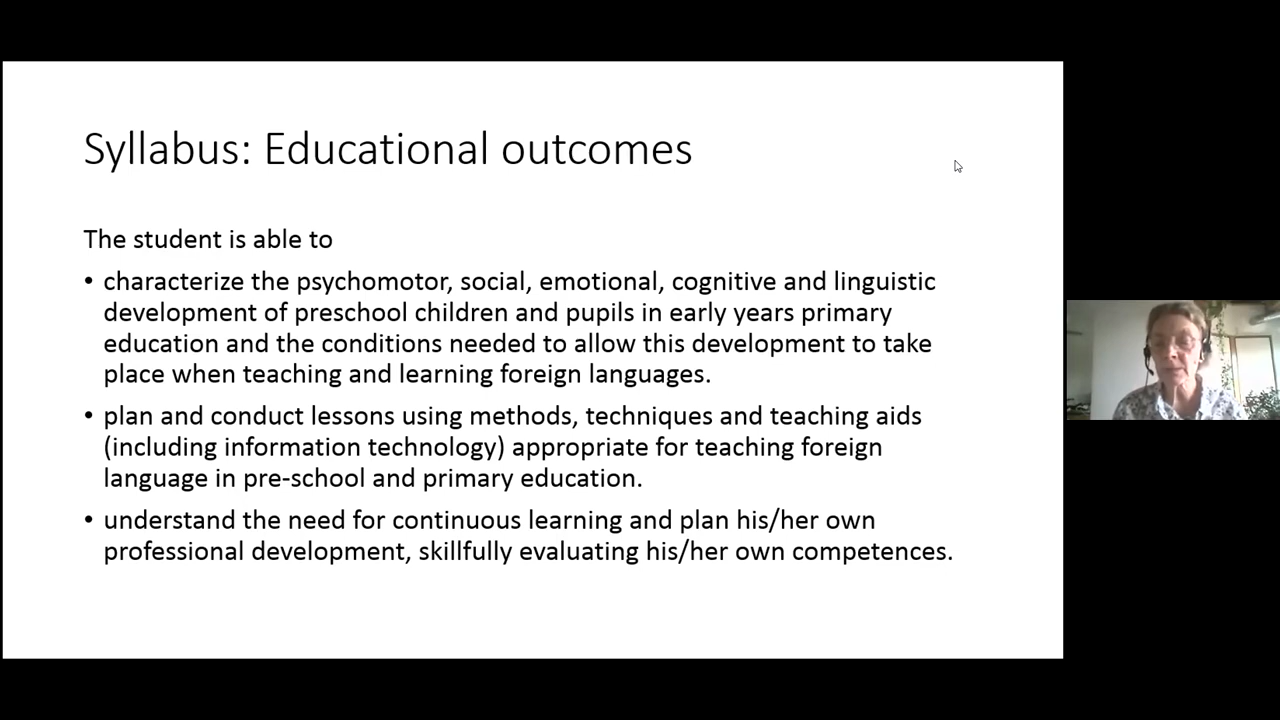 Syllabus: Educational outcomes
The student is able to
• characterize the psychomotor, social, emotional, cognitive and linguistic
development of preschool children and pupils in early years primary
education and the conditions needed to allow this development to take
place when teaching and learning foreign languages.
• plan and conduct lessons using methods, techniques and teaching aids
(including information technology) appropriate for teaching foreign
language in pre-school and primary education.
• understand the need for continuous learning and plan his/her own
professional development, skillfully evaluating his/her own competences.